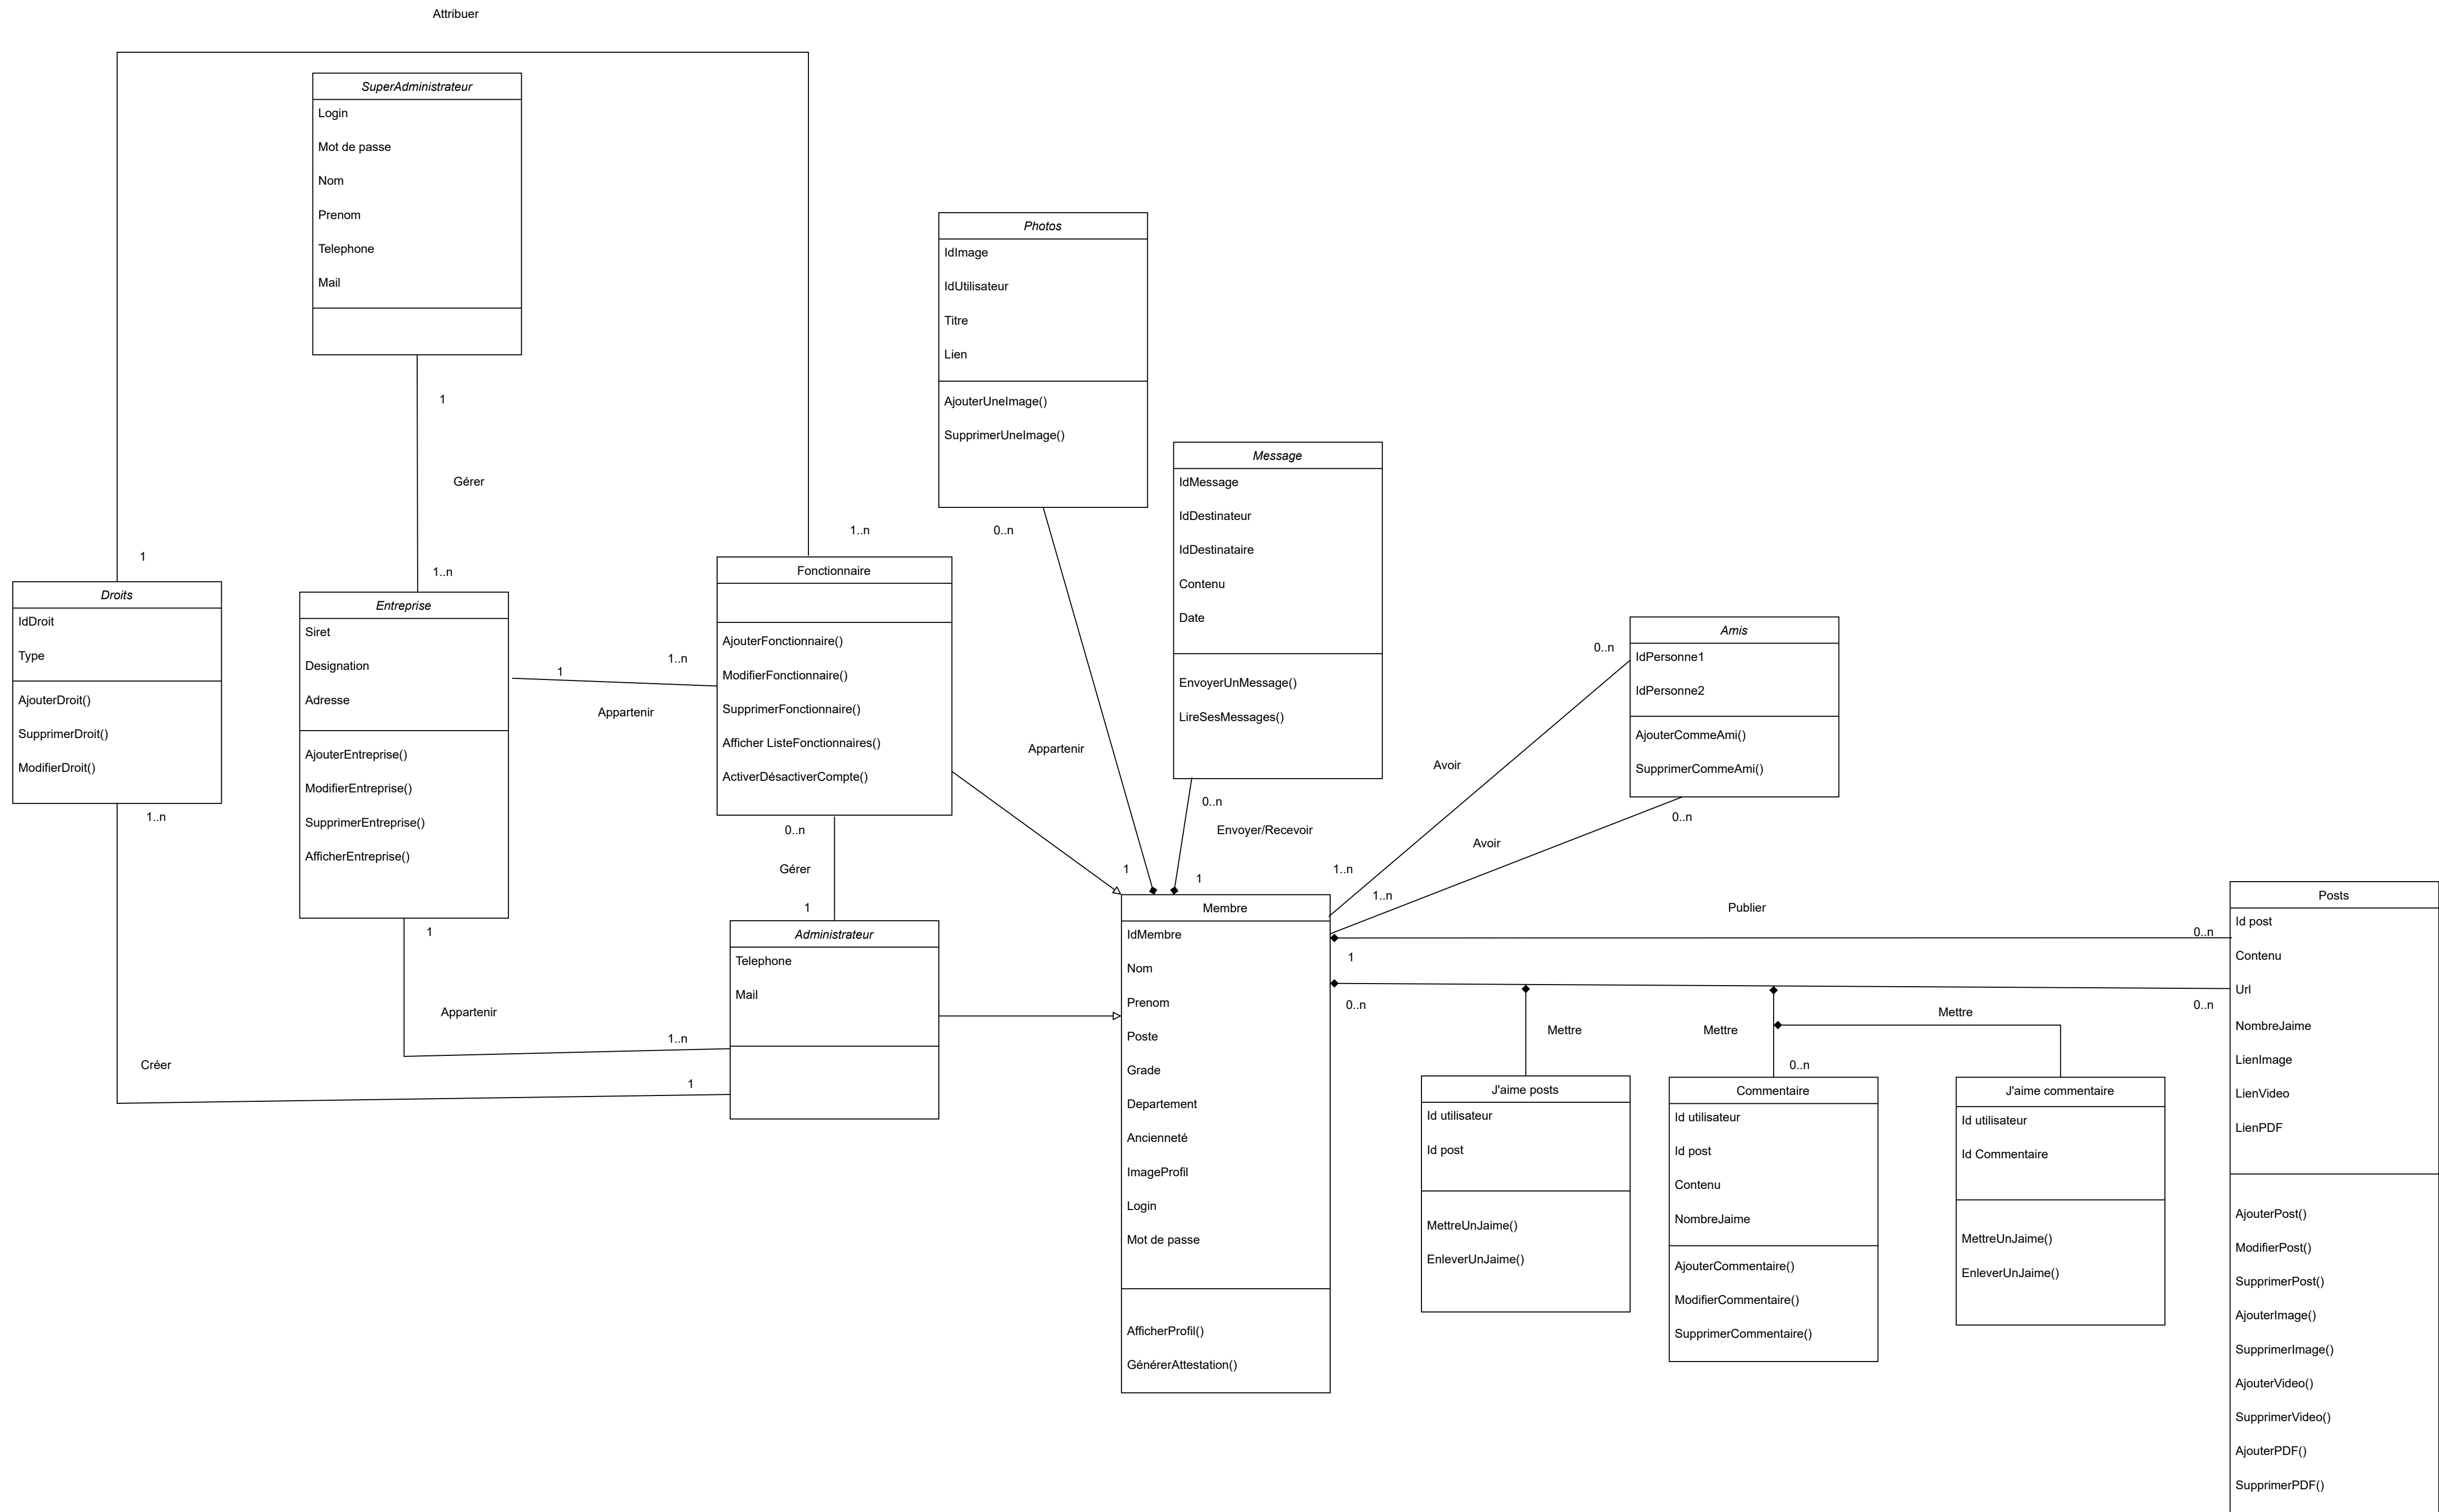 Attribuer
SuperAdministrateur
Login
Mot de passe
Nom
Prenom
Telephone
Mail
1
Gérer
1..n
Photos
IdImage
IdUtilisateur
Titre
Lien
AjouterUneImage()
SupprimerUneImage()
0..n
Message
IdMessage
IdDestinateur
IdDestinataire
Contenu
Date
EnvoyerUnMessage()
LireSesMessages()
1
Droits
IdDroit
Type
AjouterDroit()
SupprimerDroit()
ModifierDroit()
1..n
Entreprise
Siret
Designation
Adresse
AjouterEntreprise()
ModifierEntreprise()
SupprimerEntreprise()
AfficherEntreprise()
1
1
1..n
Appartenir
1..n
Fonctionnaire
AjouterFonctionnaire()
ModifierFonctionnaire()
SupprimerFonctionnaire()
Afficher ListeFonctionnaires()
ActiverDésactiverCompte()
0..n
Gérer
1
Appartenir
0..n
Envoyer/Recevoir
1
1
Amis
IdPersonne1
IdPersonne2
AjouterCommeAmi()
SupprimerCommeAmi()
0..n
Avoir
1..n
0..n
Avoir
1..n
Administrateur
Telephone
Mail
Appartenir
1..n
Créer
1
Membre
IdMembre
Nom
Prenom
Poste
Grade
Departement
Ancienneté
ImageProfil
Login
Mot de passe
AfficherProfil()
GénérerAttestation()
Publier
1
0..n
0..n
0..n
Mettre
Mettre
Mettre
0..n
J'aime posts
Id utilisateur
Id post
MettreUnJaime()
EnleverUnJaime()
Commentaire
Id utilisateur
Id post
Contenu
NombreJaime
AjouterCommentaire()
ModifierCommentaire()
SupprimerCommentaire()
J'aime commentaire
Id utilisateur
Id Commentaire
MettreUnJaime()
EnleverUnJaime()
Posts
Id post
Contenu
Url
NombreJaime
LienImage
LienVideo
LienPDF
AjouterPost()
ModifierPost()
SupprimerPost()
AjouterImage()
SupprimerImage()
AjouterVideo()
SupprimerVideo()
AjouterPDF()
SupprimerPDF()